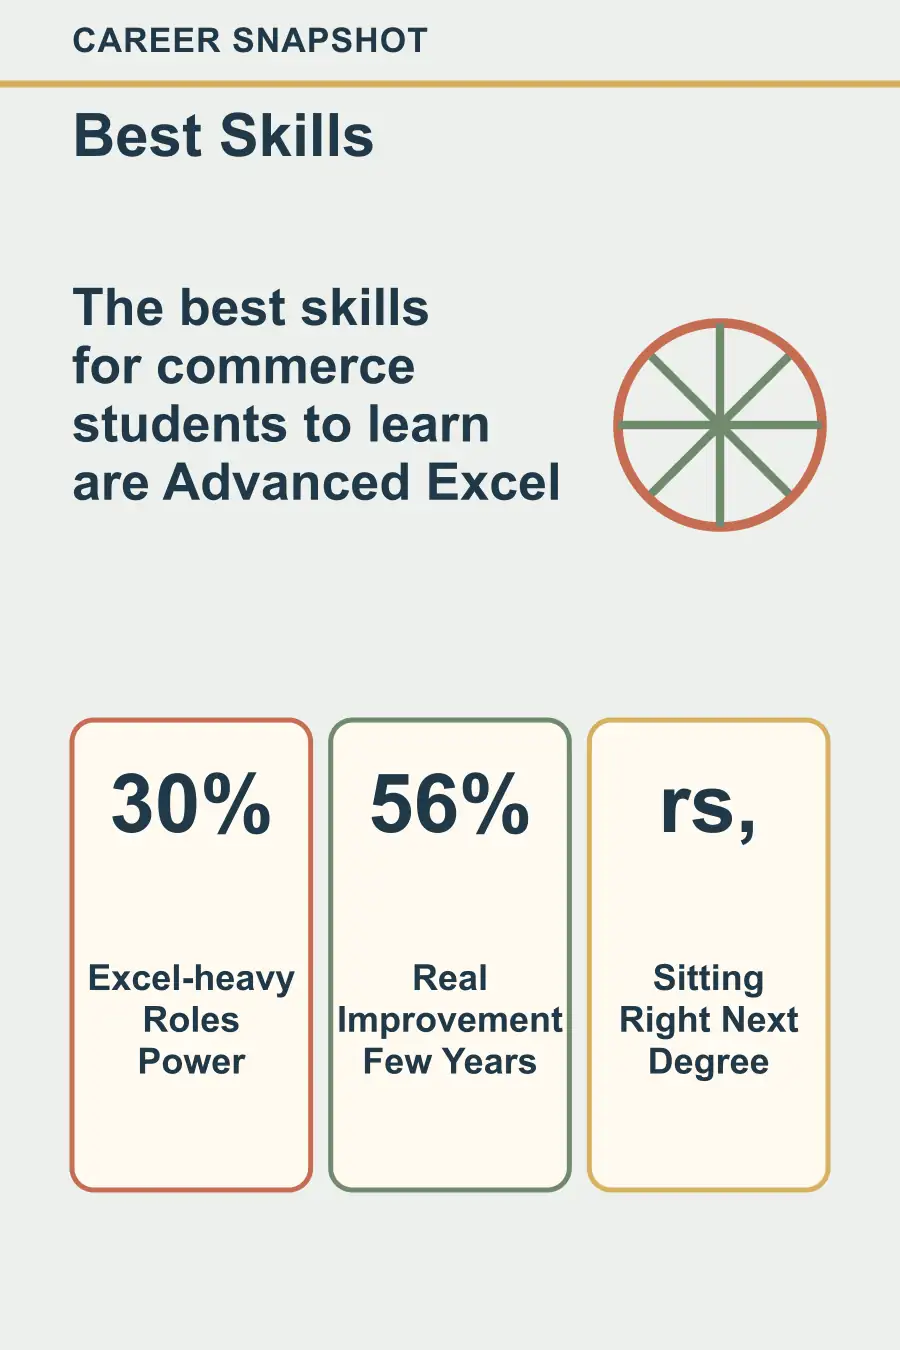 CAREER SNAPSHOT
Best Skills
The best skills
for commerce
students to learn
are Advanced Excel
30%
Excel-heavy
Roles
Power
56%
Real
Improvement
Few Years
rs,
Sitting
Right Next
Degree